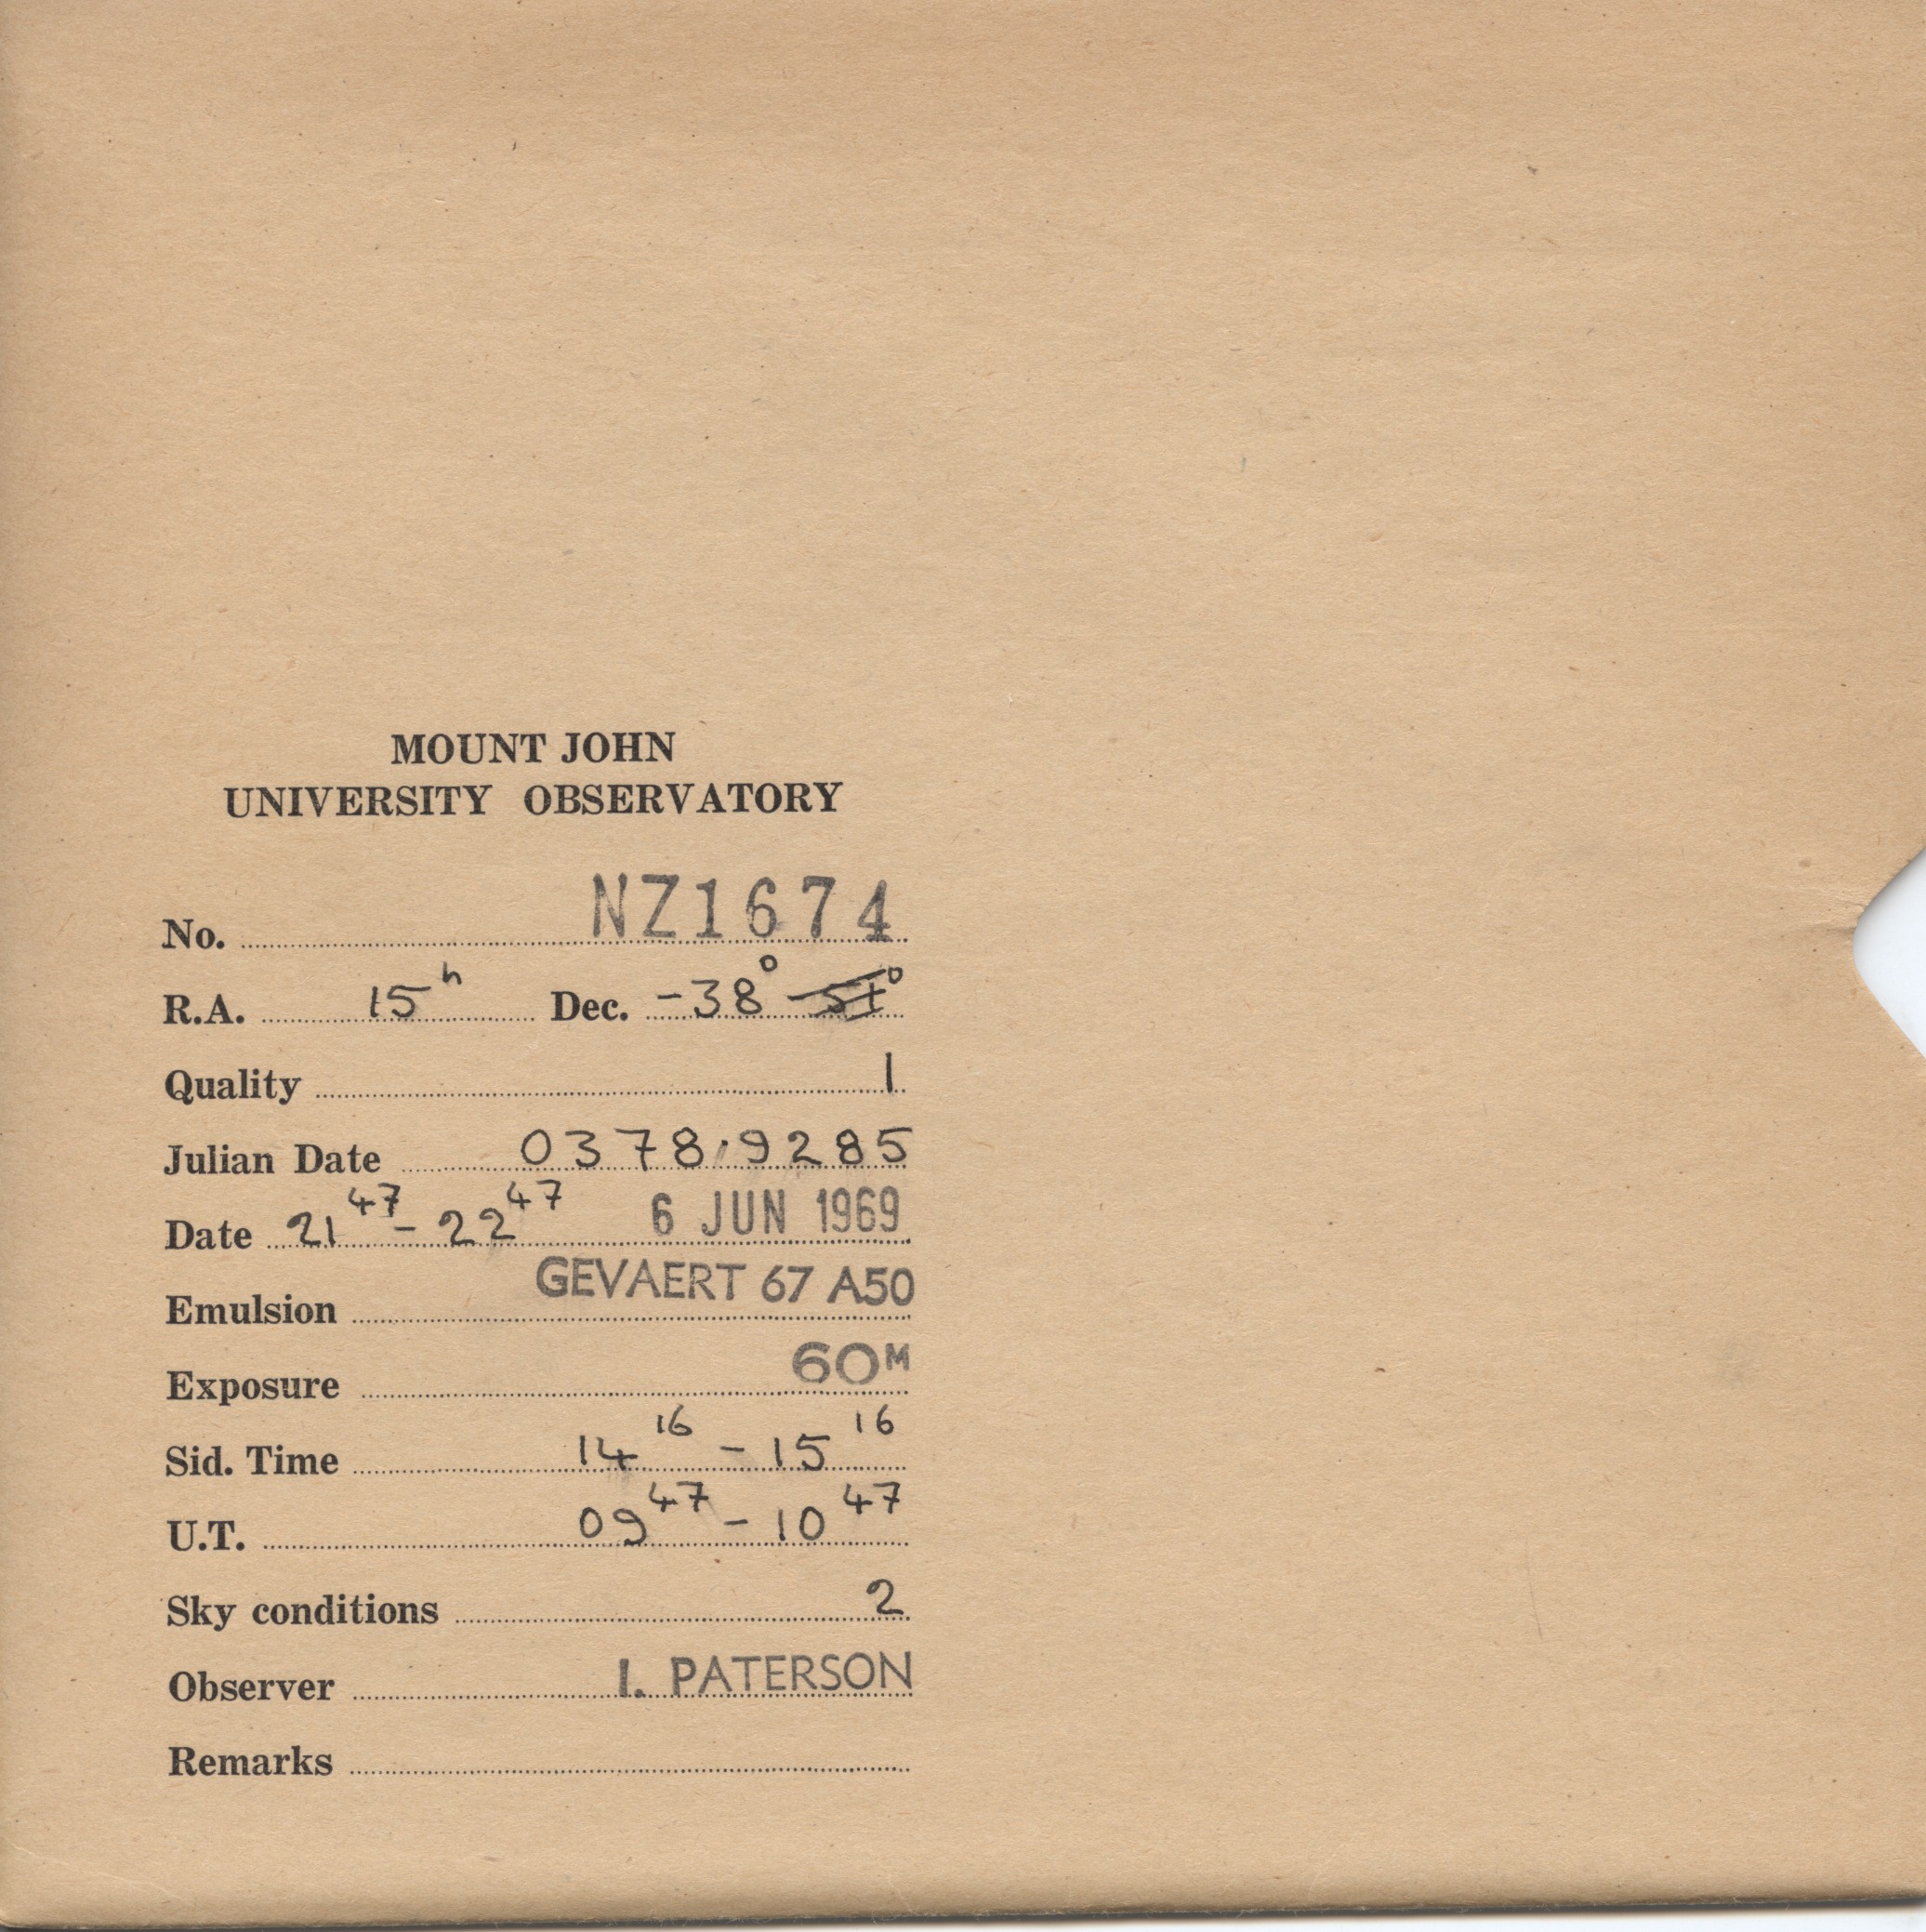 MOUNT JOHN
UNIVERSITY OBSERVATORY
No. NZ1674
R.A. 15h Dec. -38° -51°
Quality 1
Julian Date 0378.9285
Date 21 47 - 22 47 6 JUN 1969
Emulsion GEVAERT 67 A50
Exposure 60M
Sid. Time 14 16 - 15 16
U.T. 09 47 - 10 47
Sky conditions 2
Observer I. PATERSON
Remarks